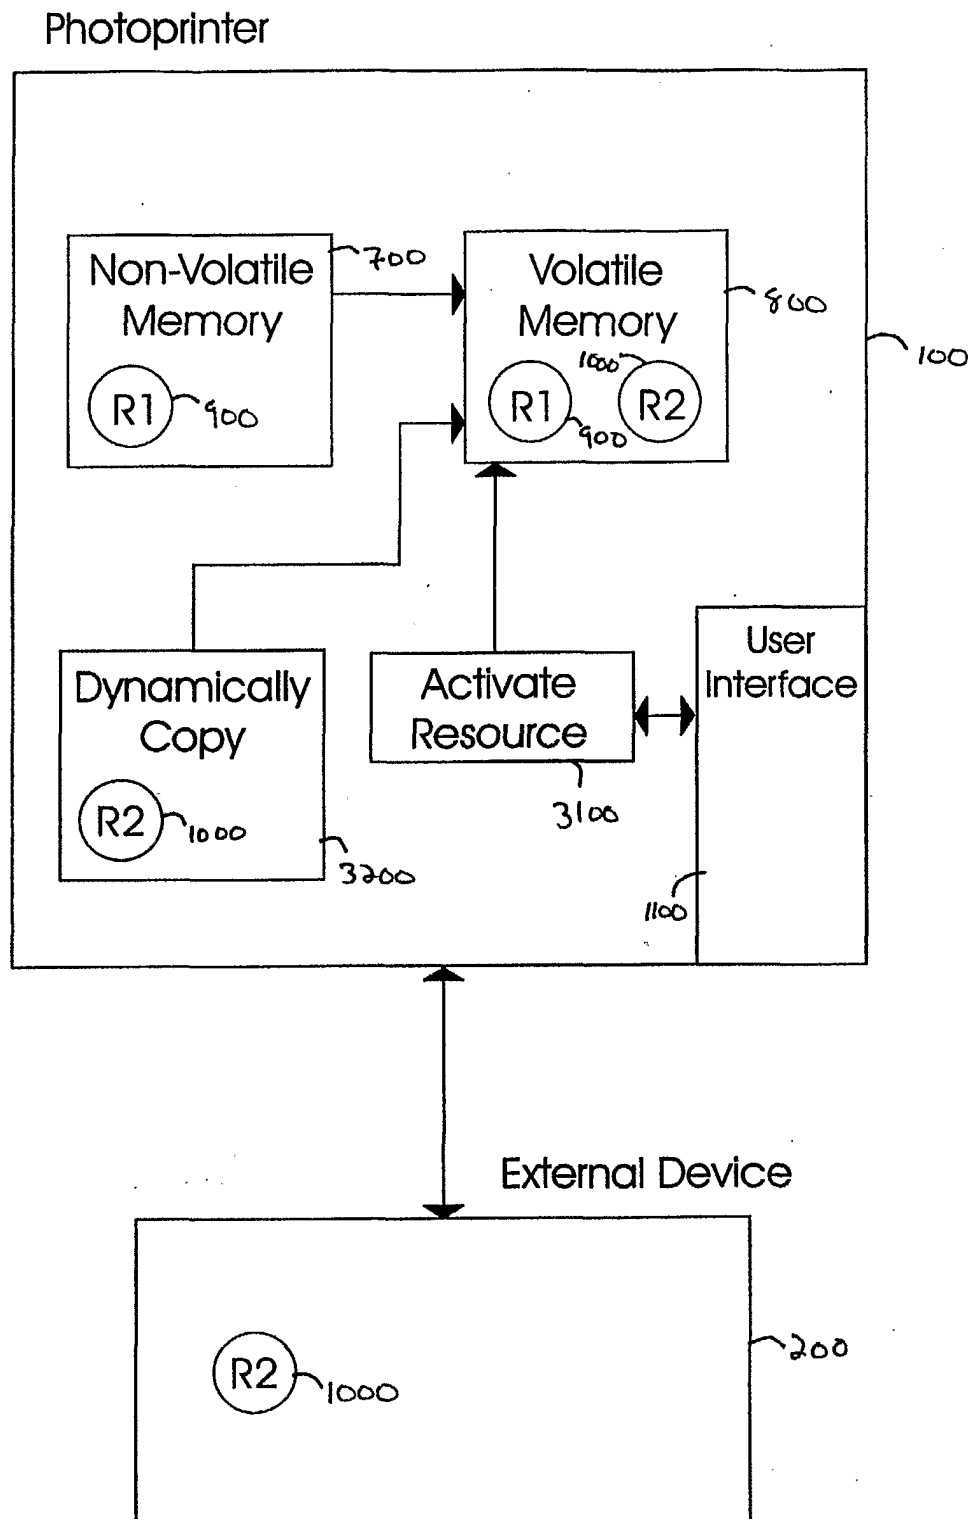 Photoprinter
Non-Volatile
Memory
700
R1
900
Volatile
Memory
800
1000
R1
R2
900
100
Dynamically
Copy
R2
1000
3200
Activate
Resource
3100
User
Interface
1100
External Device
200
R2
1000